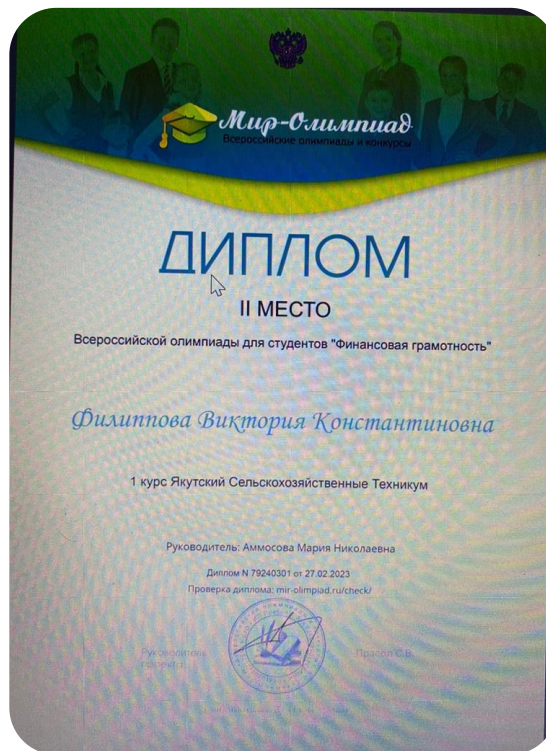 Мир-Олимпиад
Всероссийские олимпиады и конкурсы
ДИПЛОМ
II МЕСТО
Всероссийской олимпиады для студентов "Финансовая грамотность"
Филиппова Виктория Константиновна
1 курс Якутский Сельскохозяйственные Техникум
Руководитель: Аммосова Мария Николаевна
Диплом N 79240301 от 27.02.2023
Проверка диплома: mir-olimpiad.ru/check/
Руководитель
проекта
Прасол С.В.